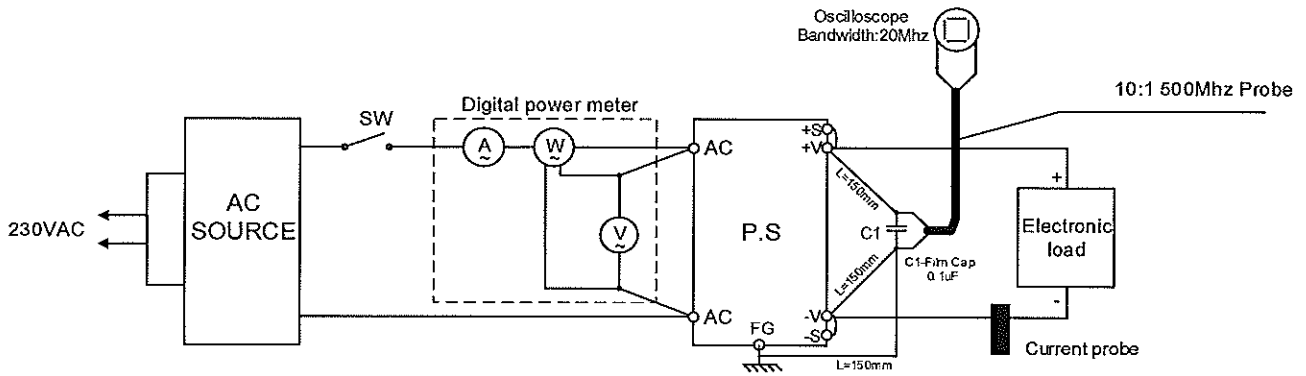 Oscilloscope
Bandwidth:20Mhz
10:1 500Mhz Probe
Digital power meter
SW
A
~
W
~
V
~
AC
AC
230VAC
AC
SOURCE
P.S
+S
+V
-V
-S
FG
L=150mm
L=150mm
L=150mm
C1
C1-Film Cap
0.1uF
+
Electronic
load
-
Current probe